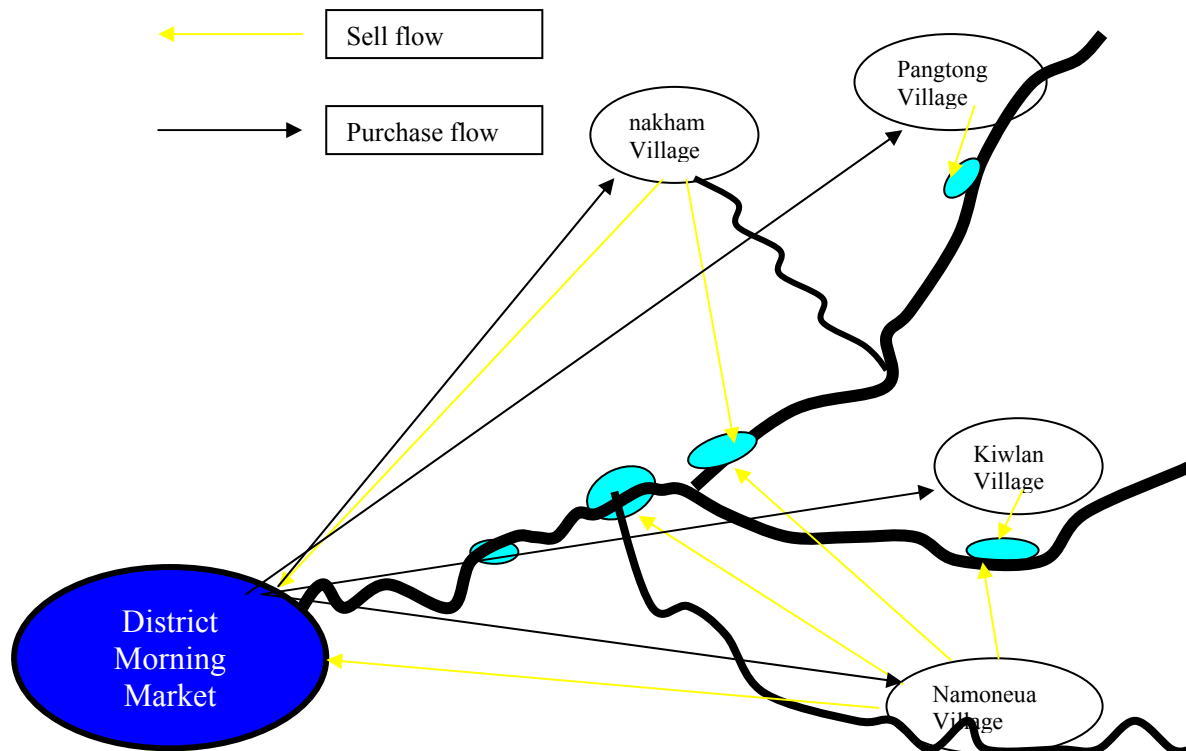 Sell flow
Purchase flow
Pangtong
Village
nakham
Village
Kiwlan
Village
District
Morning
Market
Namoneua
Village